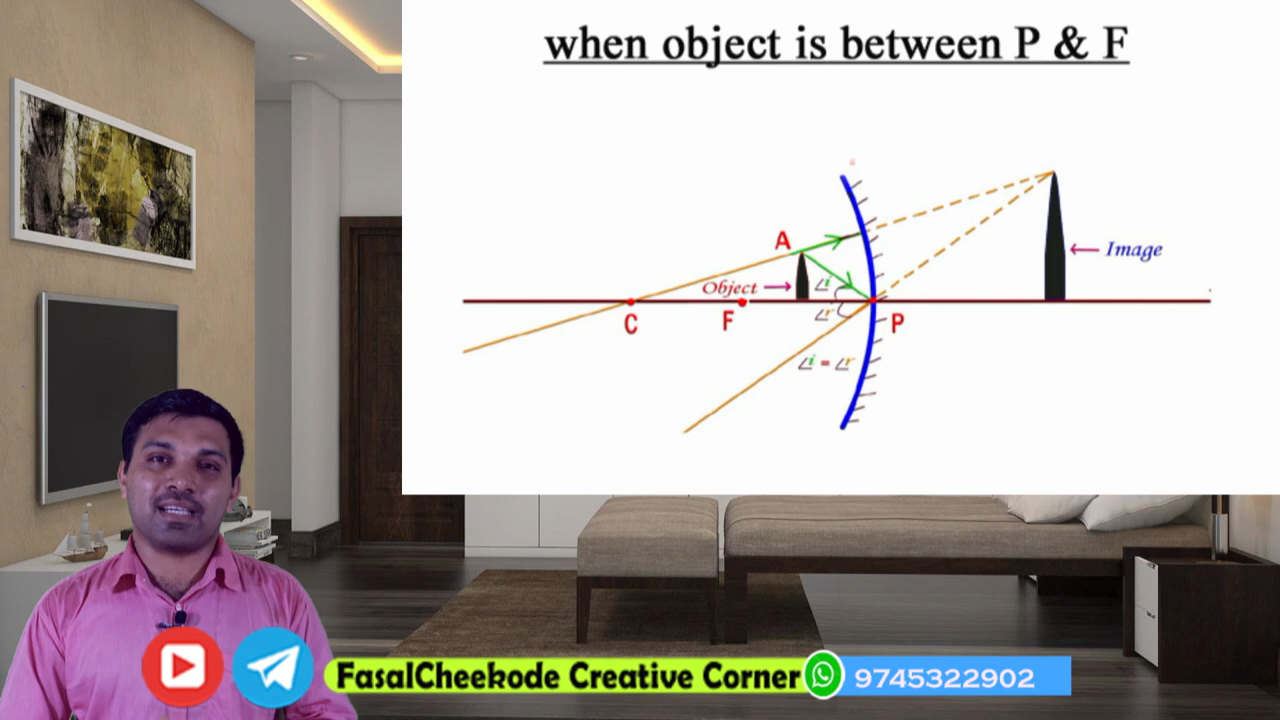 when object is between P & F
A
Object
∠i
Image
∠r
C
F
P
∠i = ∠r
FasalCheekode Creative Corner
9745322902